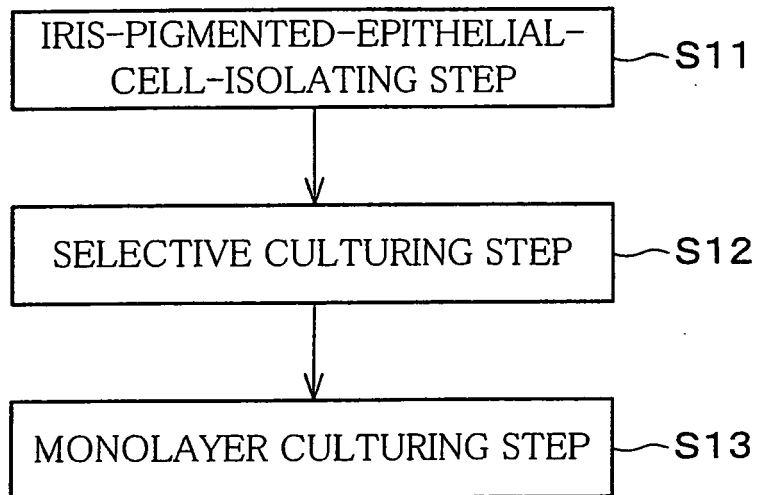 IRIS-PIGMENTED-EPITHELIAL-
CELL-ISOLATING STEP
S11
SELECTIVE CULTURING STEP
S12
MONOLAYER CULTURING STEP
S13